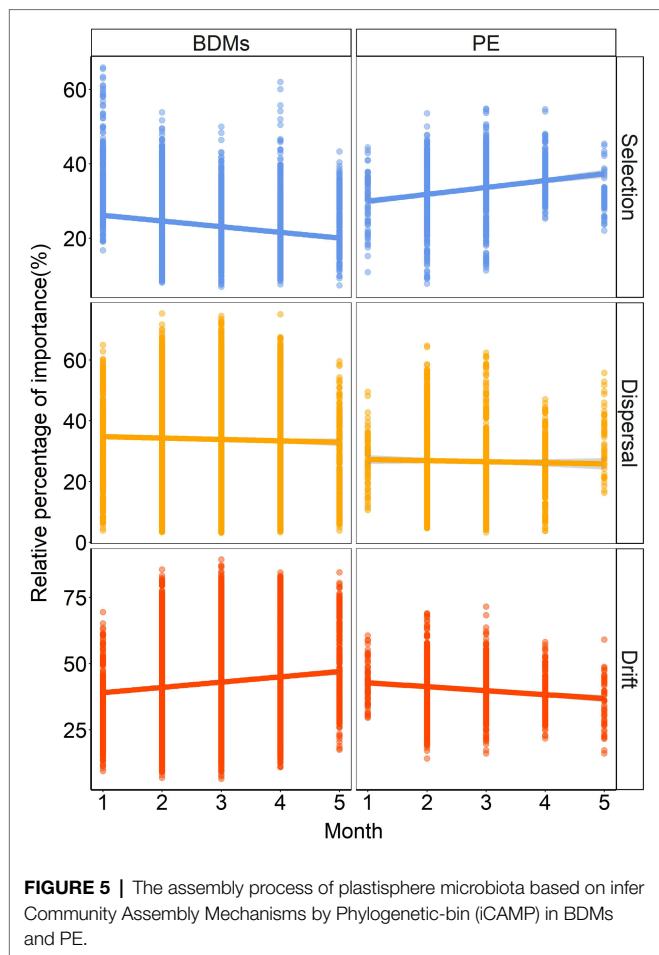 BDMs PE
60
40
20
Selection
60
40
20
0
Dispersal
75
50
25
Drift
Relative percentage of importance(%)
1 2 3 4 5 1 2 3 4 5
Month
FIGURE 5 | The assembly process of plastisphere microbiota based on infer
Community Assembly Mechanisms by Phylogenetic-bin (iCAMP) in BDMs
and PE.